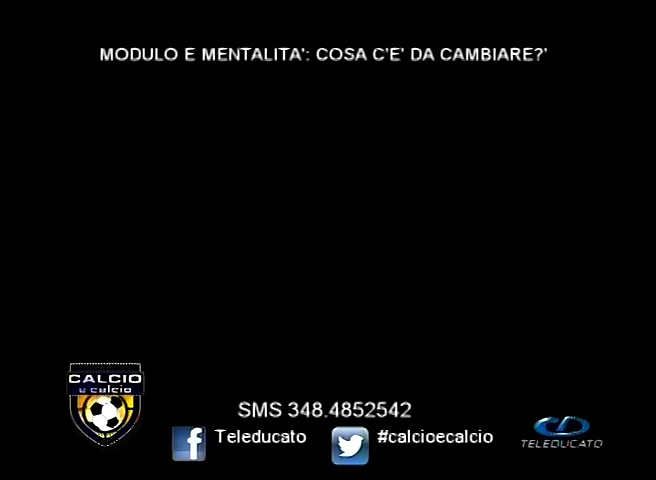 MODULO E MENTALITA': COSA C'E' DA CAMBIARE?'
CALCIO
e calcio
SMS 348.4852542
Teleducato
#calcioecalcio
TELEDUCATO